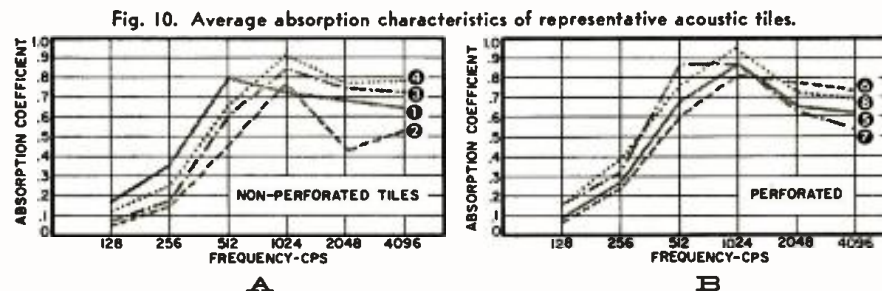 Fig. 10. Average absorption characteristics of representative acoustic tiles.
ABSORPTION COEFFICIENT
1.0
.9
.8
.7
.6
.5
.4
.3
.2
.1
0
4
3
1
2
NON-PERFORATED TILES
128 256 512 1024 2048 4096
FREQUENCY-CPS
A
ABSORPTION COEFFICIENT
1.0
.9
.8
.7
.6
.5
.4
.3
.2
.1
0
6
8
5
7
PERFORATED
128 256 512 1024 2048 4096
FREQUENCY-CPS
B